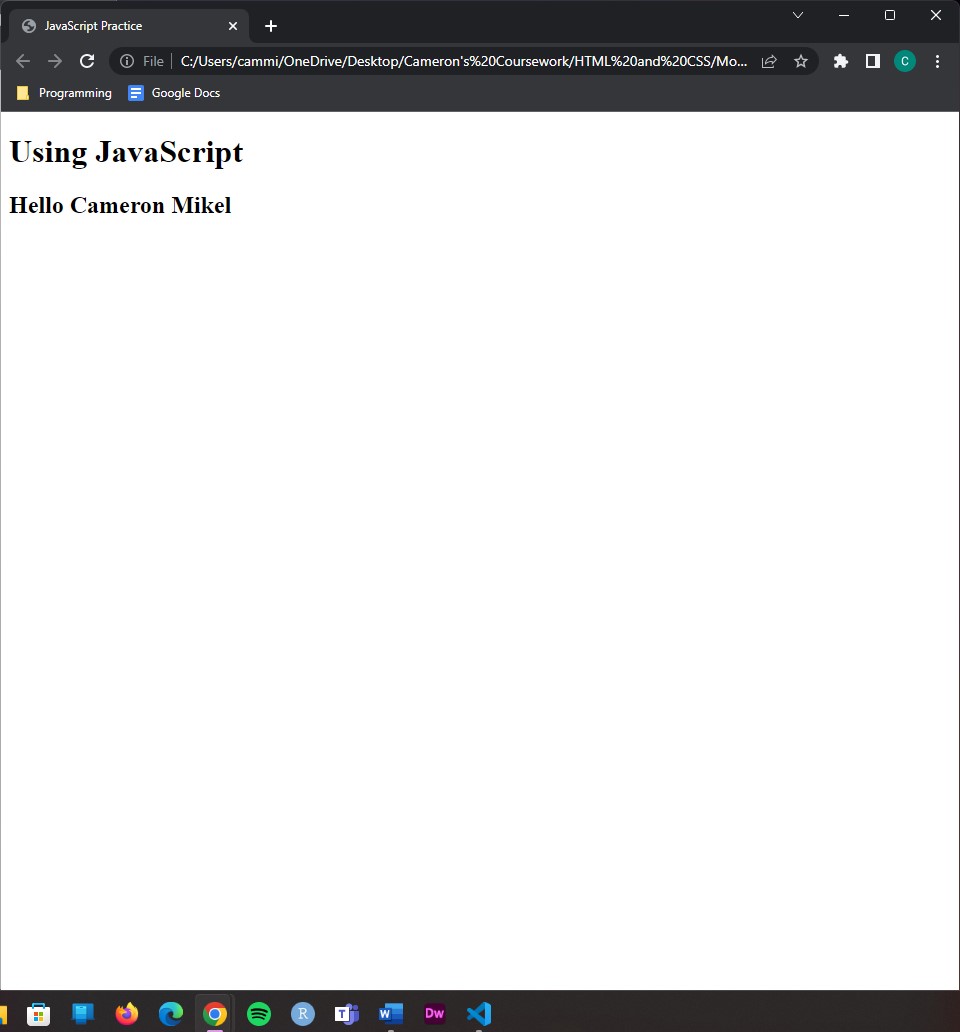 JavaScript Practice
File C:/Users/cammi/OneDrive/Desktop/Cameron's%20Coursework/HTML%20and%20CSS/Mo...
C
Programming Google Docs
Using JavaScript
Hello Cameron Mikel
R T W Dw